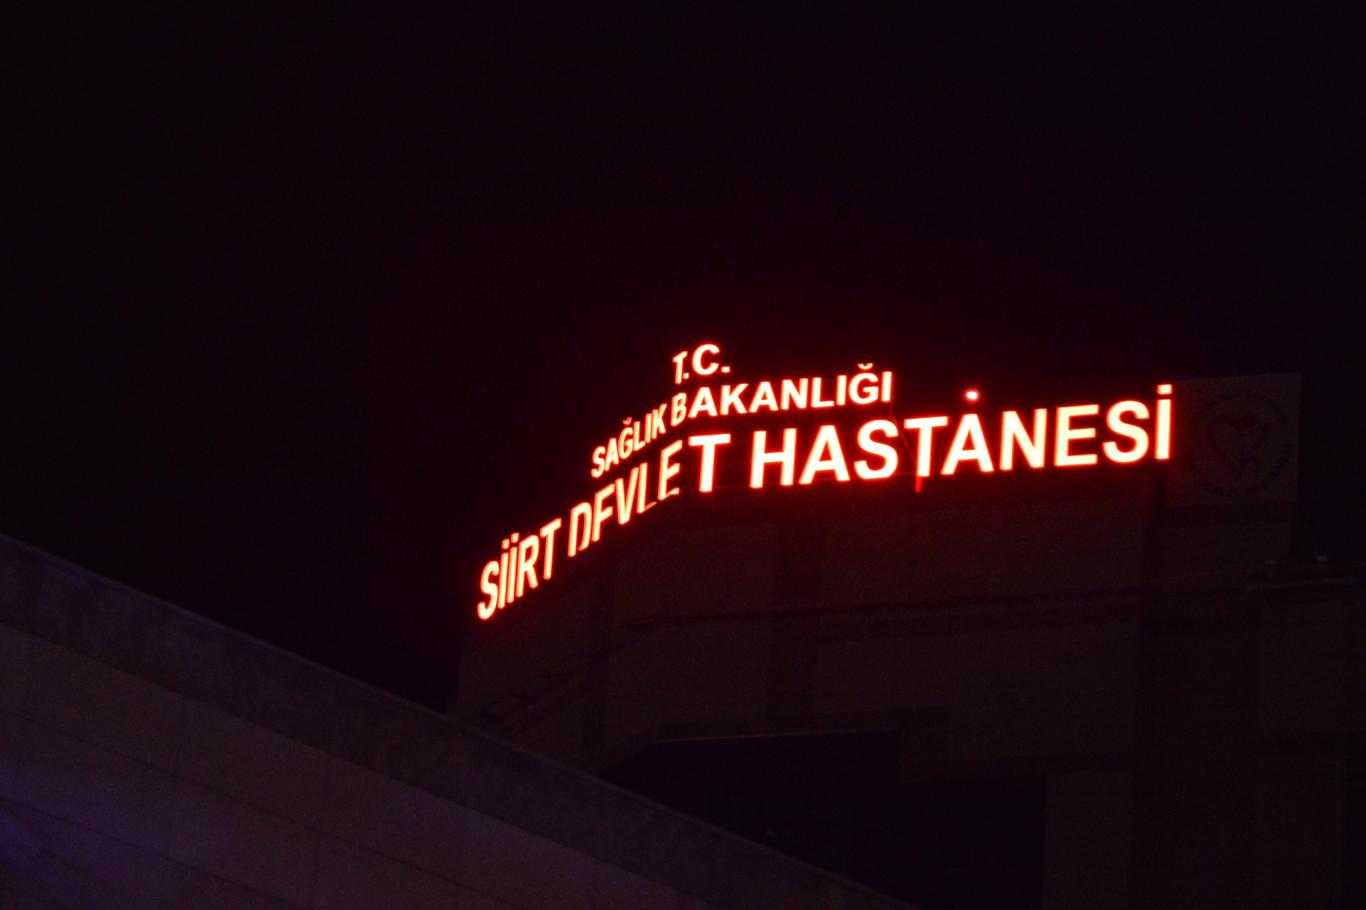 T.C.
SAĞLIK BAKANLIĞI
SİİRT DEVLET HASTANESİ